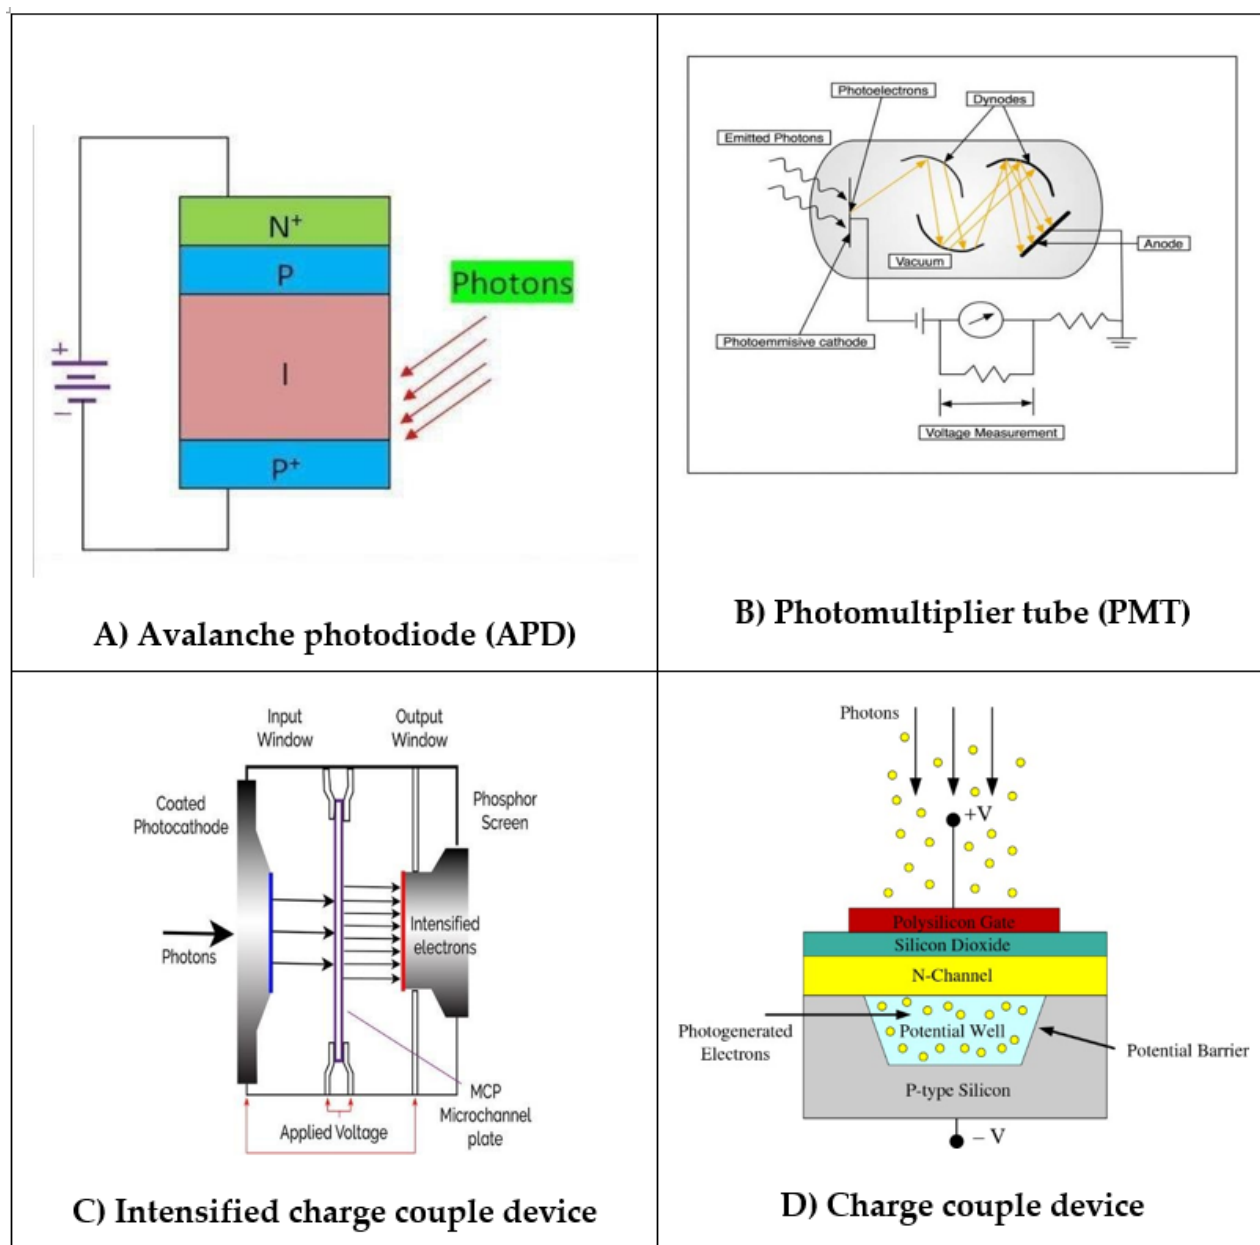 N+
P
I
P+
+
−
Photons
A) Avalanche photodiode (APD)
Photoelectrons
Dynodes
Emitted Photons
Vacuum
Anode
Photoemmisive cathode
Voltage Measurement
B) Photomultiplier tube (PMT)
Input
Window
Output
Window
Coated
Photocathode
Phosphor
Screen
Photons
Intensified
electrons
MCP
Microchannel
plate
Applied Voltage
C) Intensified charge couple device
Photons
+V
Polysilicon Gate
Silicon Dioxide
N-Channel
Photogenerated
Electrons
Potential Well
Potential Barrier
P-type Silicon
– V
D) Charge couple device